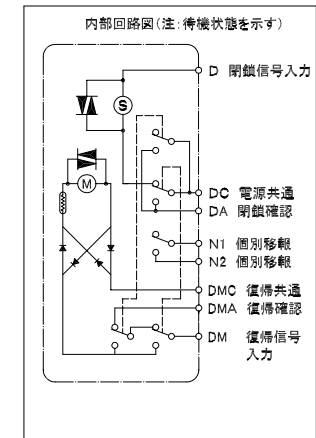 内部回路図(注:待機状態を示す)
D 閉鎖信号入力
S
DC 電源共通
DA 閉鎖確認
M
N1 個別移報
N2 個別移報
DMC 復帰共通
DMA 復帰確認
DM 復帰信号
入力